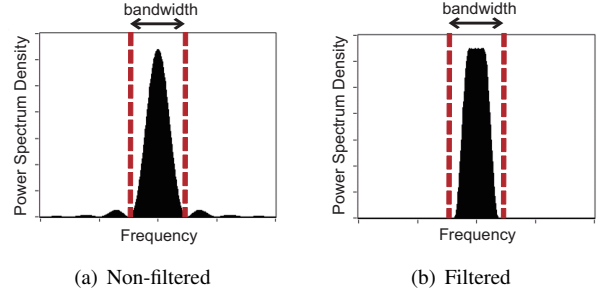 bandwidth
Power Spectrum Density
Frequency
(a) Non-filtered
bandwidth
Power Spectrum Density
Frequency
(b) Filtered